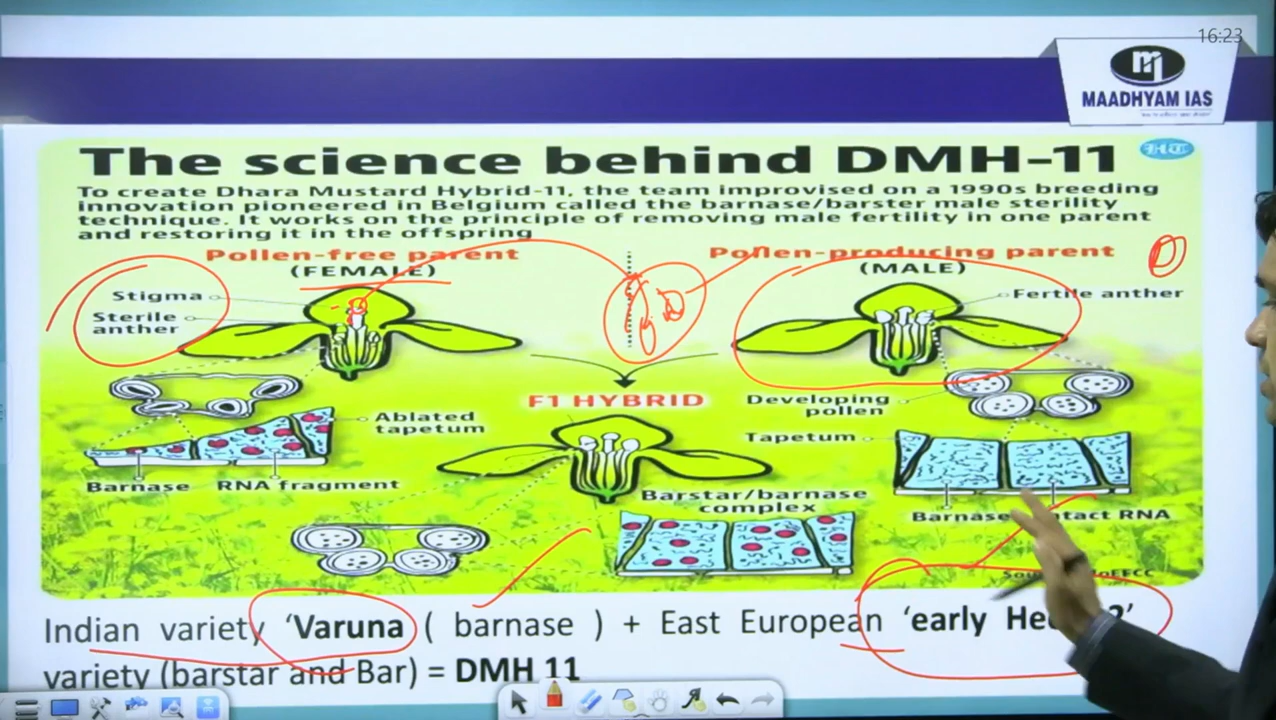 16:23
MAADHYAM IAS
The science behind DMH-11
To create Dhara Mustard Hybrid-11, the team improvised on a 1990s breeding
innovation pioneered in Belgium called the barnase/barster male sterility
technique. It works on the principle of removing male fertility in one parent
and restoring it in the offspring
Pollen-free parent
(FEMALE)
Pollen-producing parent
(MALE)
Stigma
Sterile
anther
Fertile anther
F1 HYBRID
Developing
pollen
Ablated
tapetum
Tapetum
Barnase
RNA fragment
Barstar/barnase
complex
Barnase
RNA
Indian variety ‘Varuna ( barnase ) + East European ‘early
variety (barstar and Bar) = DMH 11